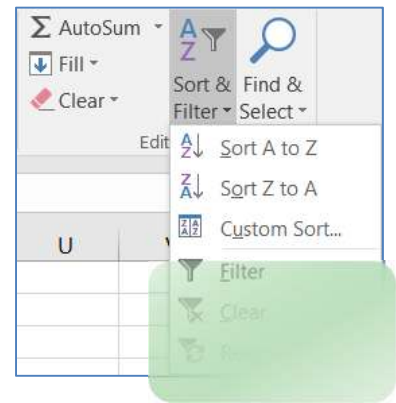 AutoSum
Fill
Clear
Sort &
Filter
Find &
Select
Edit
Sort A to Z
Sort Z to A
Custom Sort...
U
Filter
Clear